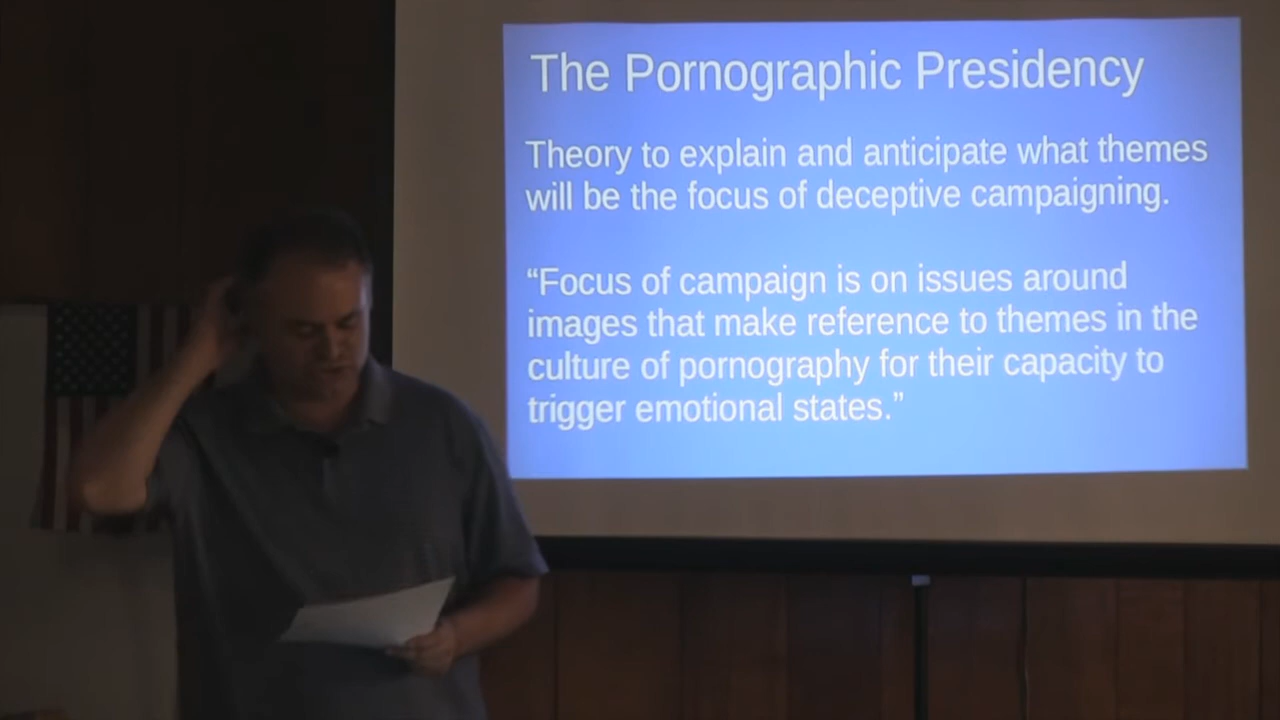 The Pornographic Presidency
Theory to explain and anticipate what themes
will be the focus of deceptive campaigning.
“Focus of campaign is on issues around
images that make reference to themes in the
culture of pornography for their capacity to
trigger emotional states.”